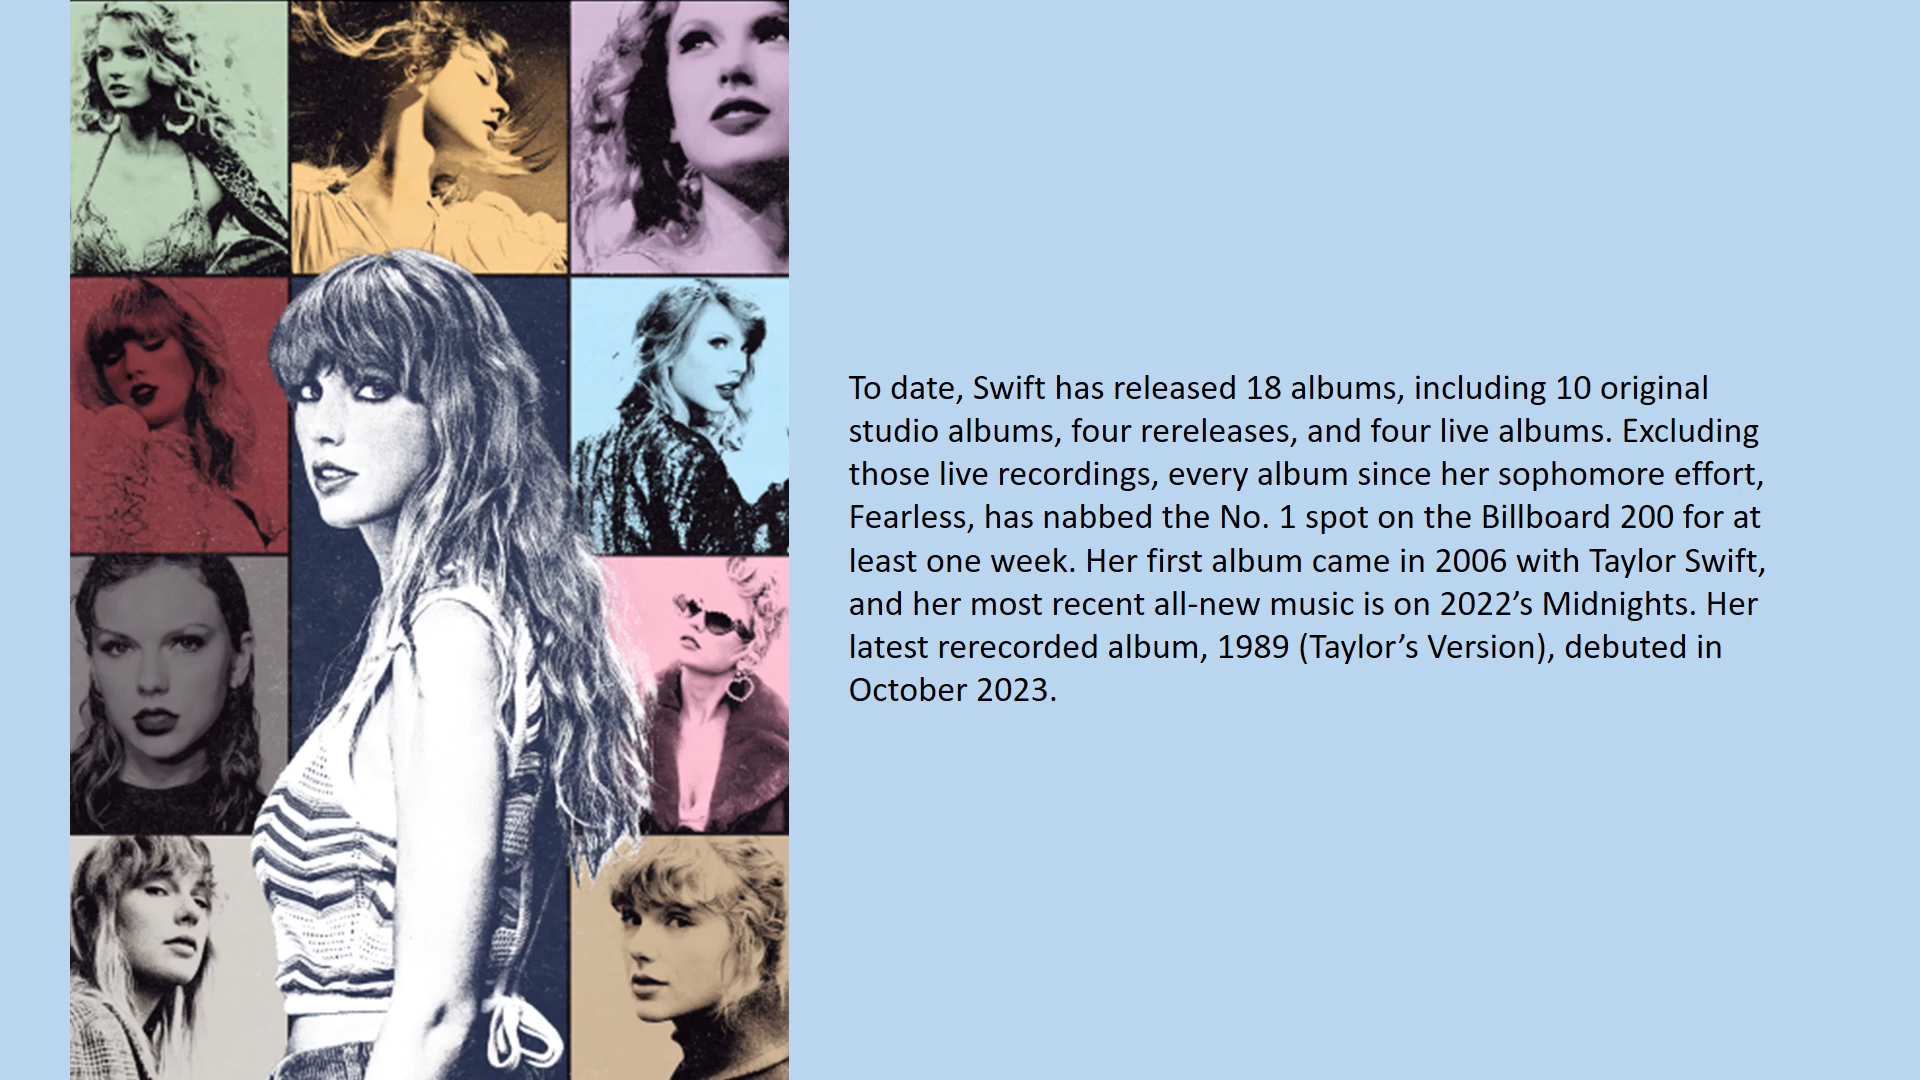 To date, Swift has released 18 albums, including 10 original
studio albums, four rereleases, and four live albums. Excluding
those live recordings, every album since her sophomore effort,
Fearless, has nabbed the No. 1 spot on the Billboard 200 for at
least one week. Her first album came in 2006 with Taylor Swift,
and her most recent all-new music is on 2022’s Midnights. Her
latest rerecorded album, 1989 (Taylor’s Version), debuted in
October 2023.